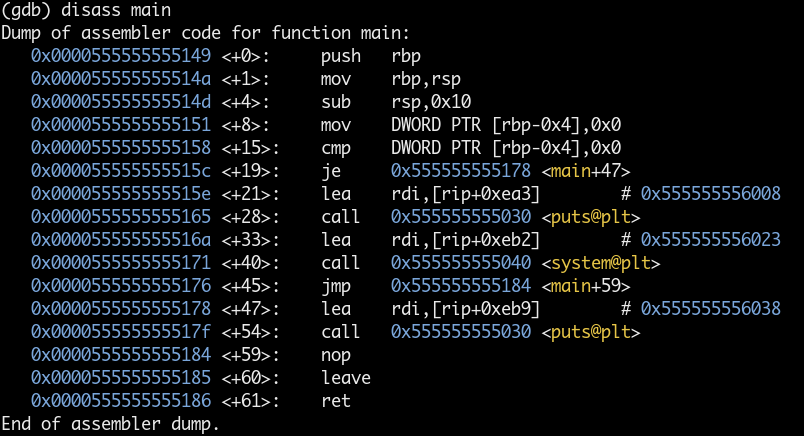 (gdb) disass main
Dump of assembler code for function main:
   0x0000555555555149 <+0>:     push   rbp
   0x000055555555514a <+1>:     mov    rbp,rsp
   0x000055555555514d <+4>:     sub    rsp,0x10
   0x0000555555555151 <+8>:     mov    DWORD PTR [rbp-0x4],0x0
   0x0000555555555158 <+15>:    cmp    DWORD PTR [rbp-0x4],0x0
   0x000055555555515c <+19>:    je     0x555555555178 <main+47>
   0x000055555555515e <+21>:    lea    rdi,[rip+0xea3]        # 0x555555556008
   0x0000555555555165 <+28>:    call   0x555555555030 <puts@plt>
   0x000055555555516a <+33>:    lea    rdi,[rip+0xeb2]        # 0x555555556023
   0x0000555555555171 <+40>:    call   0x555555555040 <system@plt>
   0x0000555555555176 <+45>:    jmp    0x555555555184 <main+59>
   0x0000555555555178 <+47>:    lea    rdi,[rip+0xeb9]        # 0x555555556038
   0x000055555555517f <+54>:    call   0x555555555030 <puts@plt>
   0x0000555555555184 <+59>:    nop
   0x0000555555555185 <+60>:    leave
   0x0000555555555186 <+61>:    ret
End of assembler dump.